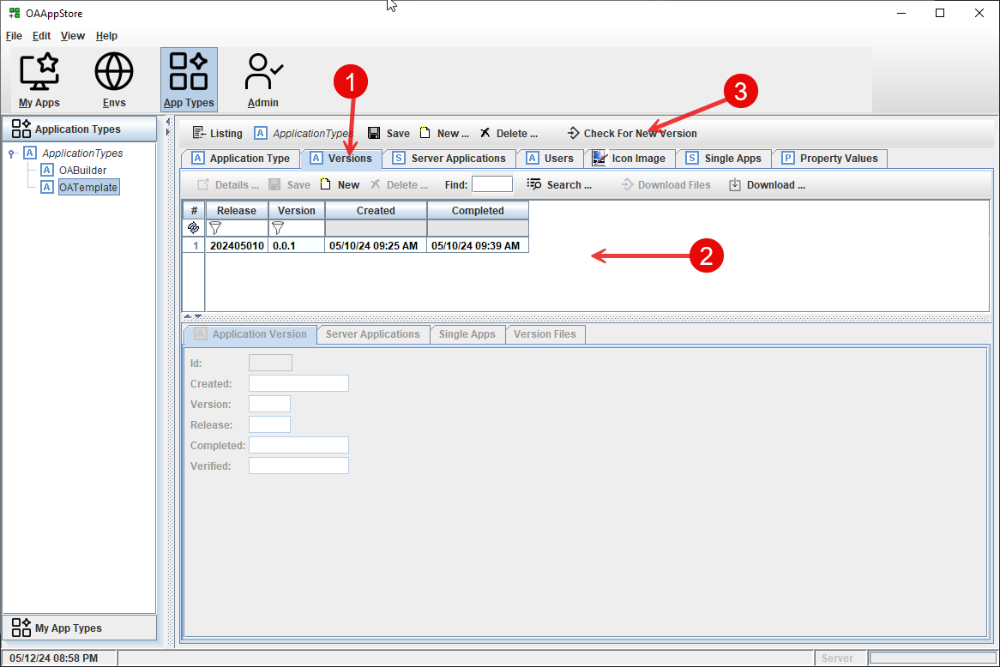 OAAppStore
File Edit View Help
My Apps Envs App Types Admin
1
3
Application Types
ApplicationTypes
OABuilder
OATemplate
My App Types
Listing A ApplicationTypes Save New ... Delete ... Check For New Version
A Application Type A Versions S Server Applications A Users Icon Image S Single Apps P Property Values
Details ... Save New Delete ... Find: Search ... Download Files Download ...
# Release Version Created Completed
1 202405010 0.0.1 05/10/24 09:25 AM 05/10/24 09:39 AM
2
A Application Version Server Applications Single Apps Version Files
Id:
Created:
Version:
Release:
Completed:
Verified:
05/12/24 08:58 PM Server